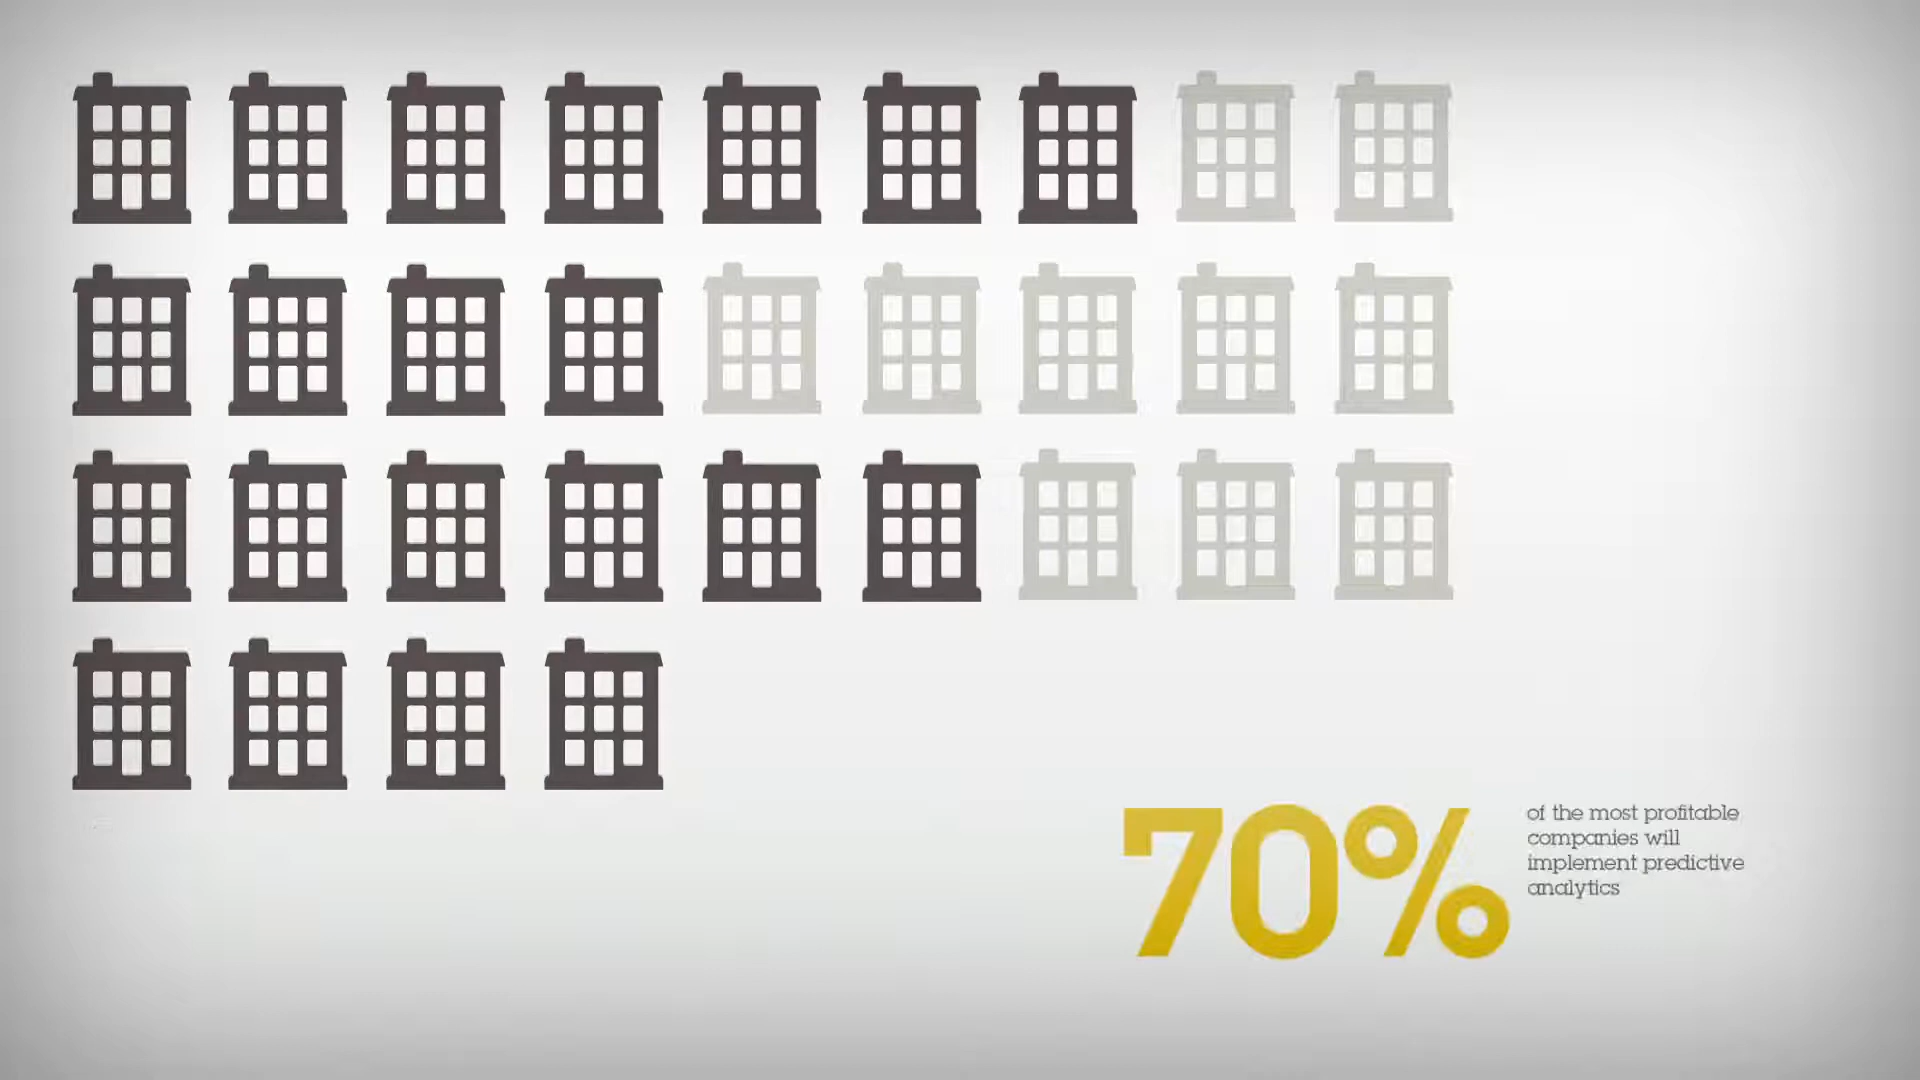 70%
of the most profitable
companies will
implement predictive
analytics